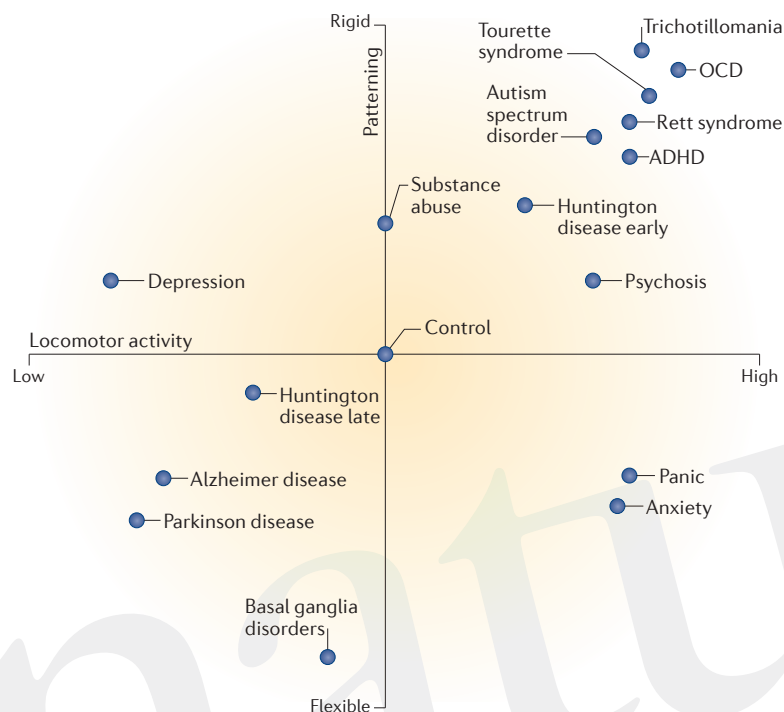 Rigid
Patterning
Trichotillomania
Tourette
syndrome
OCD
Autism
spectrum
disorder
Rett syndrome
ADHD
Substance
abuse
Huntington
disease early
Depression
Psychosis
Control
Locomotor activity
Low
High
Huntington
disease late
Alzheimer disease
Panic
Parkinson disease
Anxiety
Basal ganglia
disorders
Flexible
natu